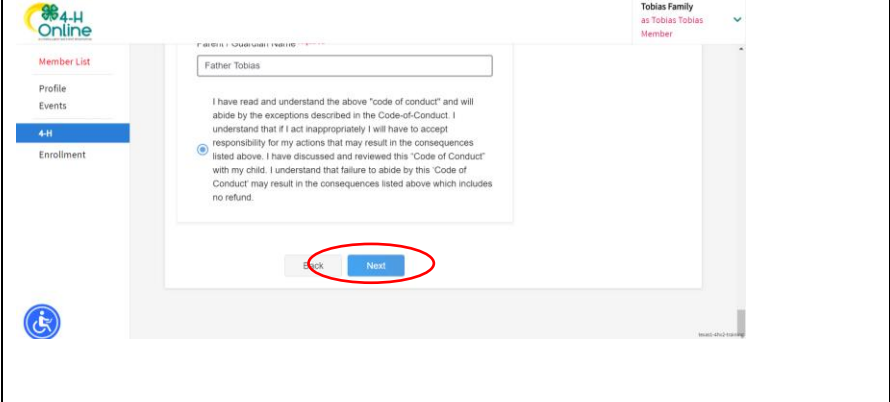 4-H
Online
Tobias Family
as Tobias Tobias
Member
Member List
Profile
Events
4-H
Enrollment
Parent / Guardian Name
Father Tobias
I have read and understand the above "code of conduct" and will
abide by the exceptions described in the Code-of-Conduct. I
understand that if I act inappropriately I will have to accept
responsibility for my actions that may result in the consequences
listed above. I have discussed and reviewed this "Code of Conduct"
with my child. I understand that failure to abide by this 'Code of
Conduct' may result in the consequences listed above which includes
no refund.
Back
Next